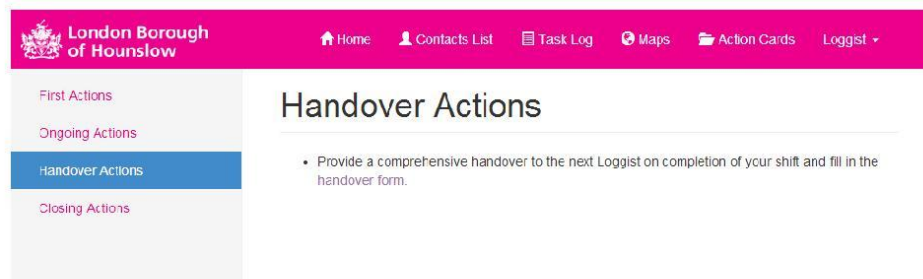 London Borough
of Hounslow
Home Contacts List Task Log Maps Action Cards Loggist
First Actions
Ongoing Actions
Handover Actions
Closing Actions
Handover Actions
• Provide a comprehensive handover to the next Loggist on completion of your shift and fill in the
handover form.